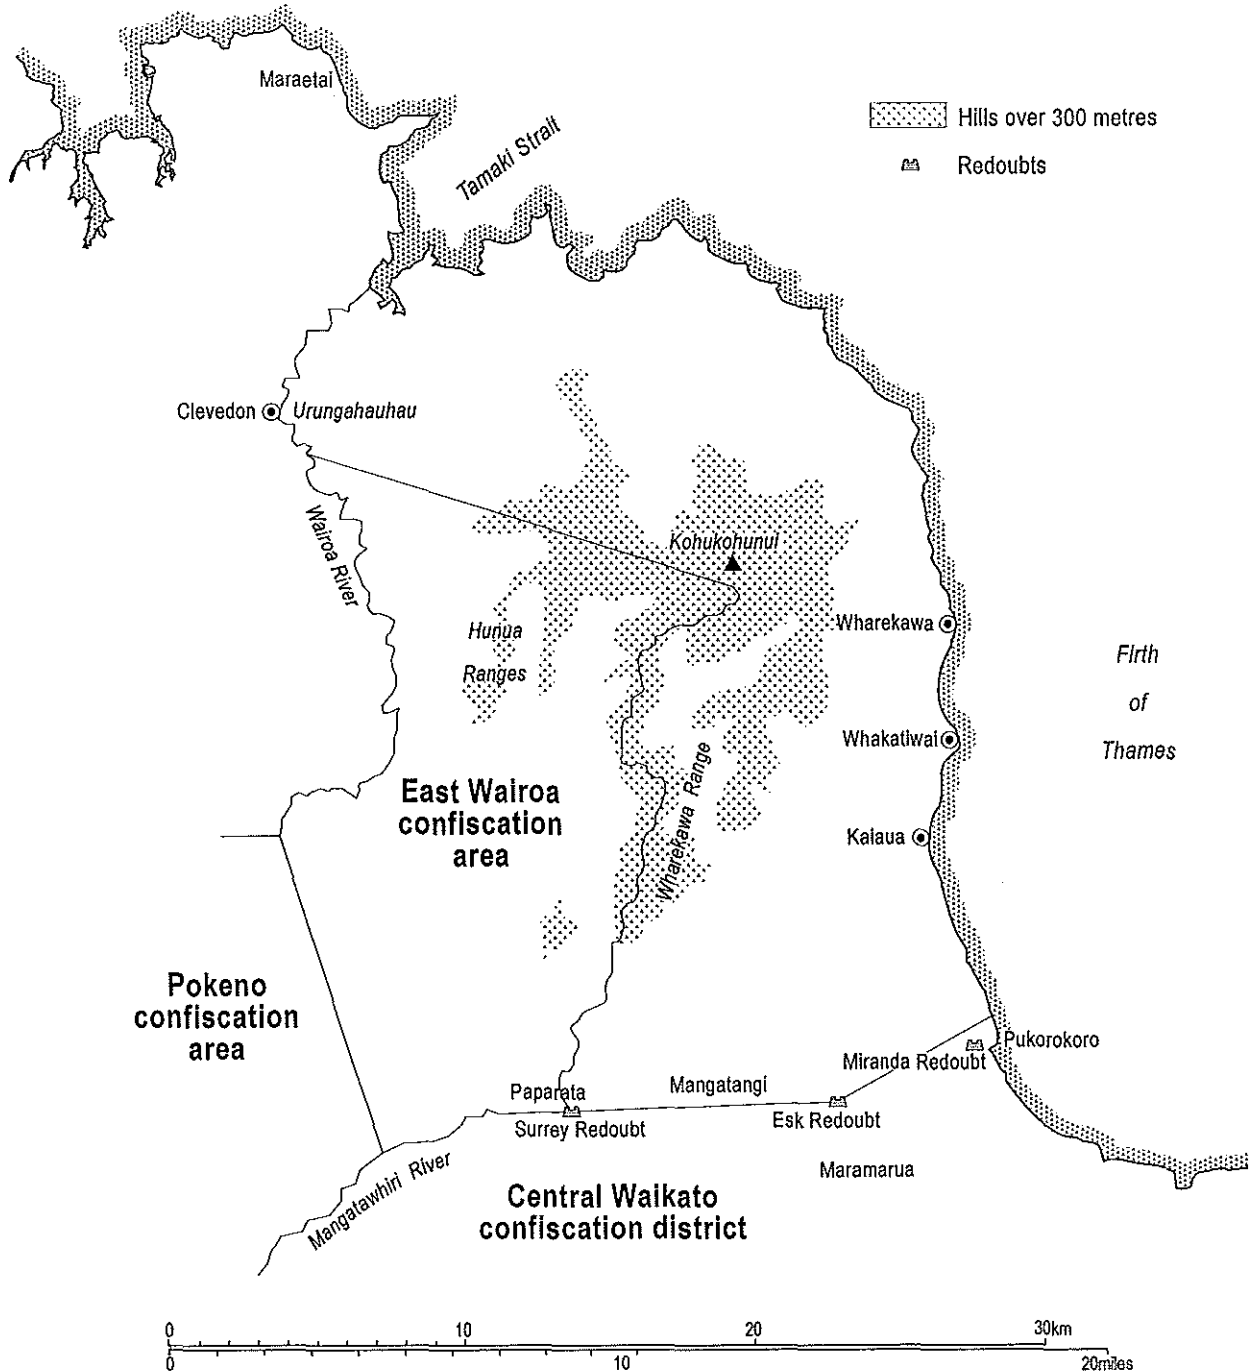 Maraetai
Tamaki Strait
Hills over 300 metres
Redoubts
Clevedon
Urungahauhau
Wairoa River
Kohukohunui
Hunua
Ranges
Wharekawa
Firth
of
Thames
Whakatiwai
Wharekawa Range
East Wairoa
confiscation
area
Kaiaua
Pokeno
confiscation
area
Pukorokoro
Miranda Redoubt
Mangatangi
Paparata
Surrey Redoubt
Esk Redoubt
Maramarua
Mangatawhiri River
Central Waikato
confiscation district
0 10 20 30km
0 10 20miles